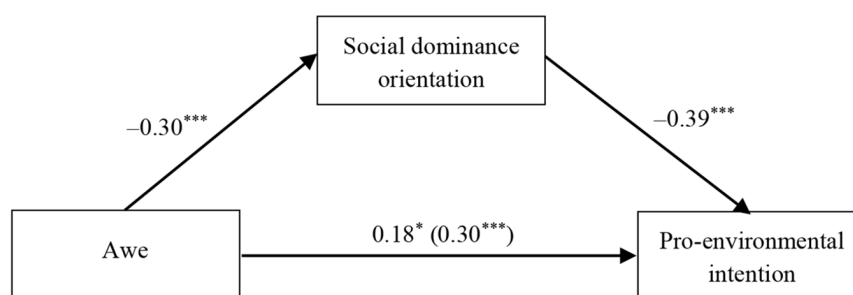 Social dominance
orientation
–0.30***
–0.39***
Awe
0.18* (0.30***)
Pro-environmental
intention